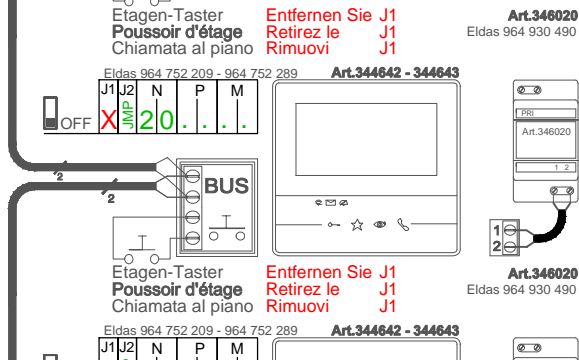 Etagen-Taster Entfernen Sie J1 Art.346020
Poussoir d'étage Retirez le J1 Eldas 964 930 490
Chiamata al piano Rimuovi J1
Eldas 964 752 209 - 964 752 289 Art.344642 - 344643
J1 J2 N P M
OFF X JMP 2 0 . . . .
PRI
Art.346020
1 2
2
BUS
2
1
2
Etagen-Taster Entfernen Sie J1 Art.346020
Poussoir d'étage Retirez le J1 Eldas 964 930 490
Chiamata al piano Rimuovi J1
Eldas 964 752 209 - 964 752 289 Art.344642 - 344643
J1 J2 N P M